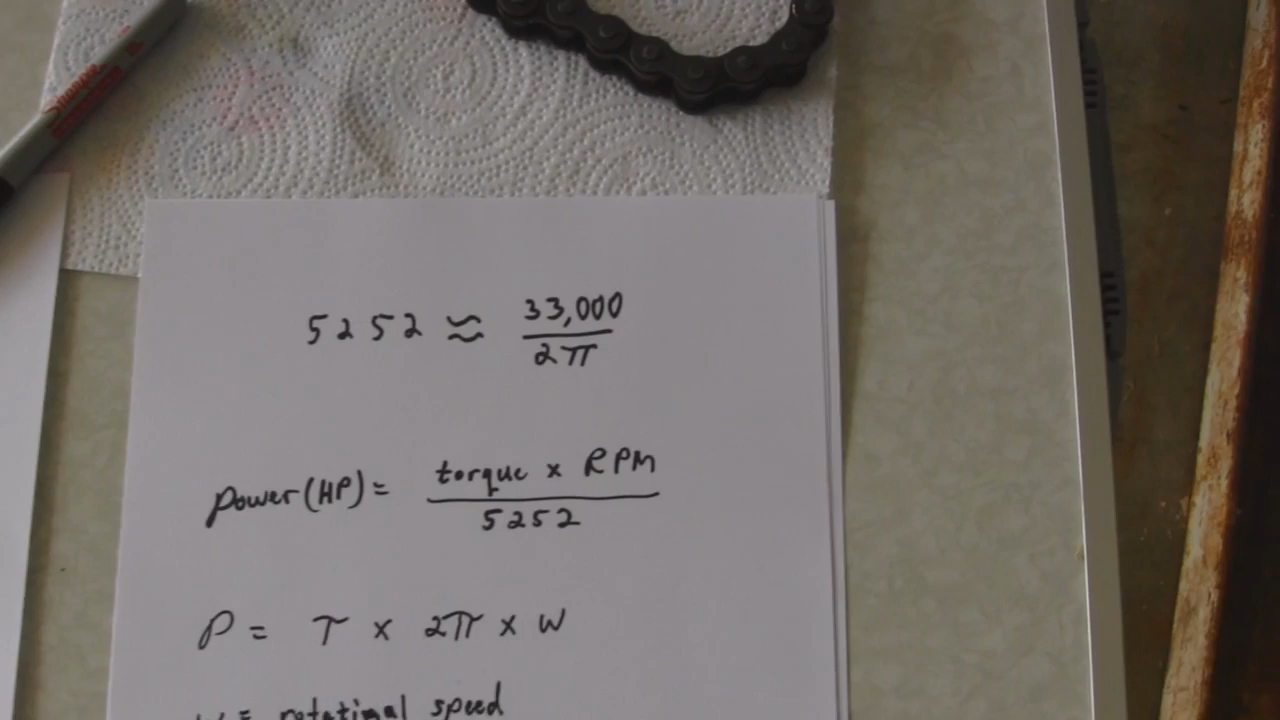 5252 ≈ 33,000
2π
power (HP) = torque x RPM
5252
P = T x 2π x W
W = rotational speed